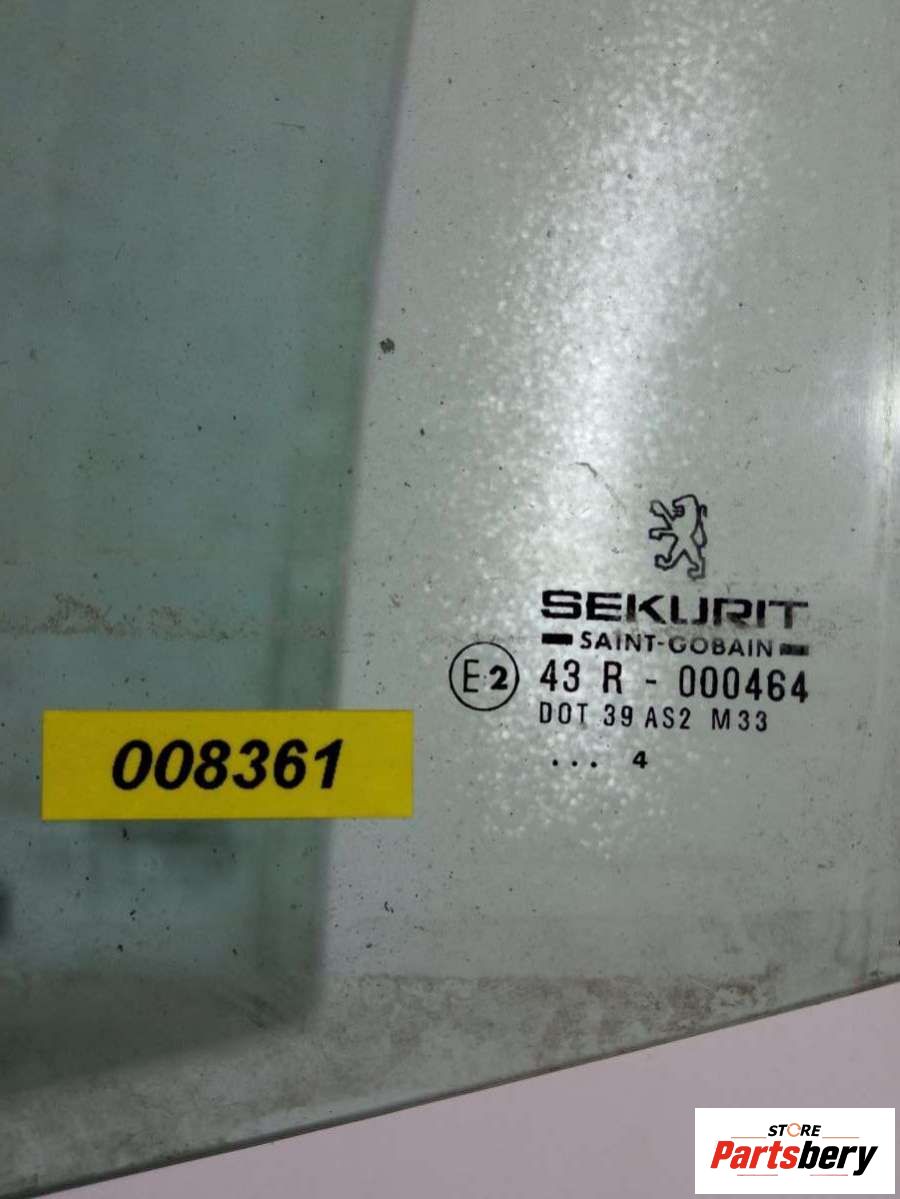 SEKURIT
SAINT-GOBAIN
E2 43 R - 000464
DOT 39 AS2 M33
... 4
008361
STORE
Partsbery